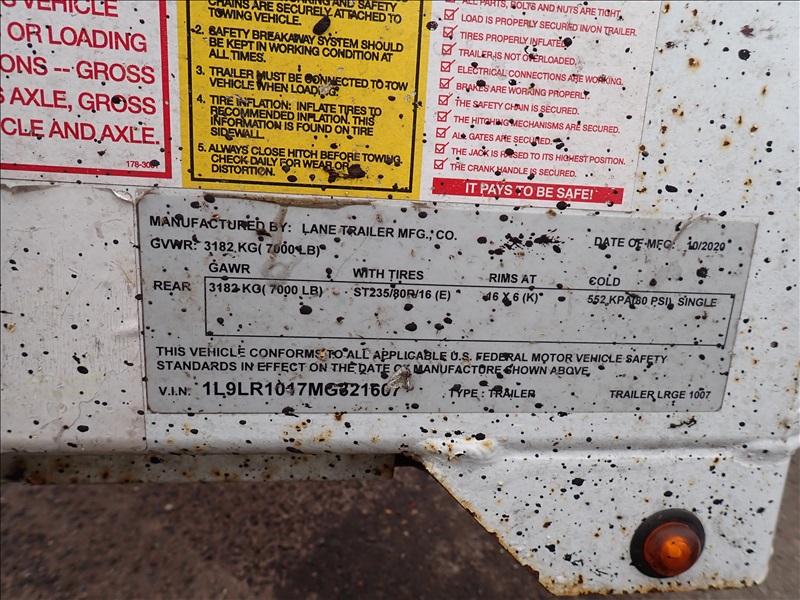 S VEHICLE
OR LOADING
ONS -- GROSS
S AXLE, GROSS
CLE AND AXLE.
178-30
AND SAFETY
CHAINS ARE SECURELY ATTACHED TO
TOWING VEHICLE.
2. SAFETY BREAKAWAY SYSTEM SHOULD
BE KEPT IN WORKING CONDITION AT
ALL TIMES.
3. TRAILER MUST BE CONNECTED TO TOW
VEHICLE WHEN LOADING.
4. TIRE INFLATION: INFLATE TIRES TO
RECOMMENDED INFLATION. THIS
INFORMATION IS FOUND ON TIRE
SIDEWALL.
5. ALWAYS CLOSE HITCH BEFORE TOWING.
CHECK DAILY FOR WEAR OR
DISTORTION.
ALL PARTS, BOLTS AND NUTS ARE TIGHT.
LOAD IS PROPERLY SECURED IN/ON TRAILER.
TIRES PROPERLY INFLATED.
TRAILER IS NOT OVERLOADED.
ELECTRICAL CONNECTIONS ARE WORKING.
BRAKES ARE WORKING PROPERLY.
THE SAFETY CHAIN IS SECURED.
THE HITCHING MECHANISMS ARE SECURED.
ALL GATES ARE SECURED.
THE JACK IS RAISED TO ITS HIGHEST POSITION.
THE CRANK HANDLE IS SECURED.
IT PAYS TO BE SAFE!
MANUFACTURED BY: LANE TRAILER MFG., CO. DATE OF MFG: 10/2020
GVWR: 3182 KG( 7000 LB)
GAWR WITH TIRES RIMS AT COLD
REAR 3182 KG( 7000 LB) ST235/80R/16 (E) 16 X 6 (K) 552 KPA(80 PSI) SINGLE
THIS VEHICLE CONFORMS TO ALL APPLICABLE U.S. FEDERAL MOTOR VEHICLE SAFETY
STANDARDS IN EFFECT ON THE DATE OF MANUFACTURE SHOWN ABOVE.
V.I.N: 1L9LR1017MG321607 TYPE : TRAILER TRAILER LRGE 1007